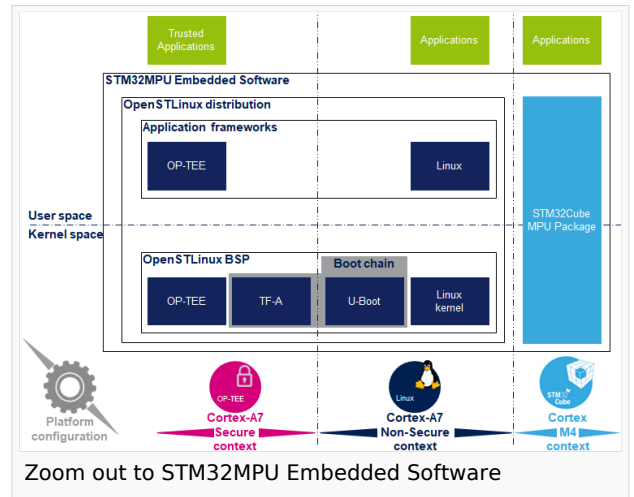 Trusted
Applications
Applications
Applications
STM32MPU Embedded Software
OpenSTLinux distribution
Application frameworks
OP-TEE
Linux
STM32Cube
MPU Package
User space
Kernel space
OpenSTLinux BSP
Boot chain
OP-TEE
TF-A
U-Boot
Linux
kernel
Platform
configuration
OP-TEE
Cortex-A7
Secure
context
Linux
Cortex-A7
Non-Secure
context
STM32
Cube
Cortex
M4
context
Zoom out to STM32MPU Embedded Software